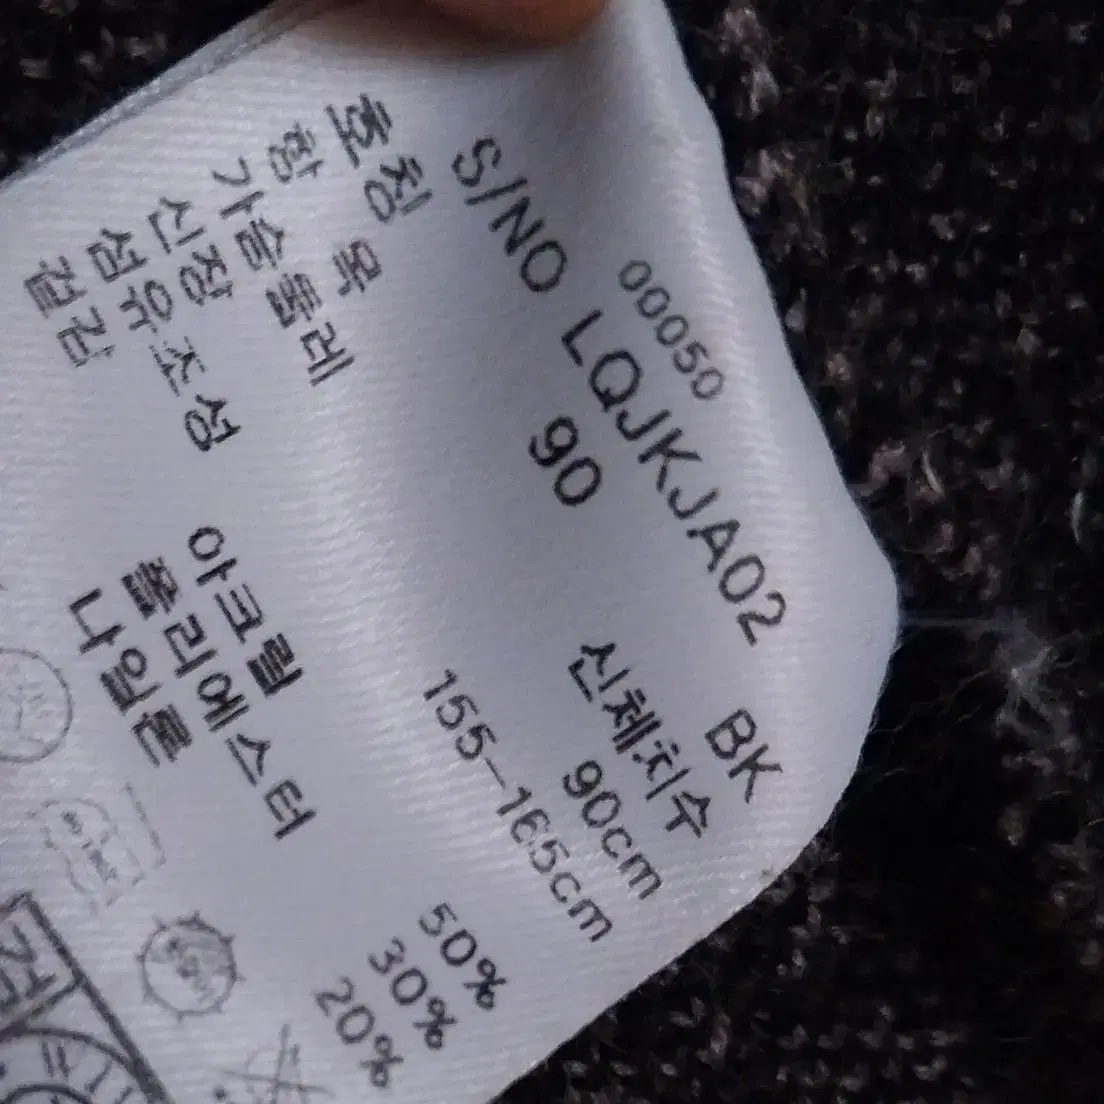 00050
S/NO LQJKJA02 BK
호칭 90 신체치수
항 목
가슴둘레 90cm
신장 155-165cm
섬유조성
겉감 아크릴 50%
폴리에스터 30%
나일론 20%